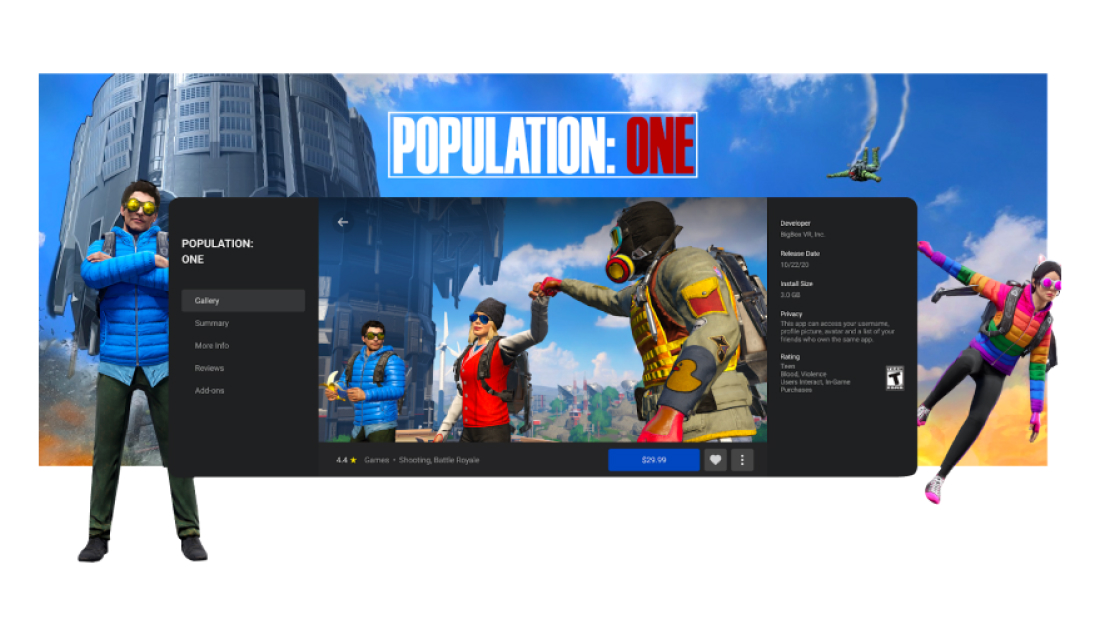 POPULATION: ONE
POPULATION:
ONE
Gallery
Summary
More Info
Reviews
Add-ons
4.4 ★ Games • Shooting, Battle Royale
$29.99
Developer
BigBox VR, Inc.
Release Date
10/22/20
Install Size
3.0 GB
Privacy
This app can access your username,
profile picture, avatar and a list of your
friends who own the same app.
Rating
Teen
Blood, Violence
Users Interact, In-Game
Purchases
TEEN
T